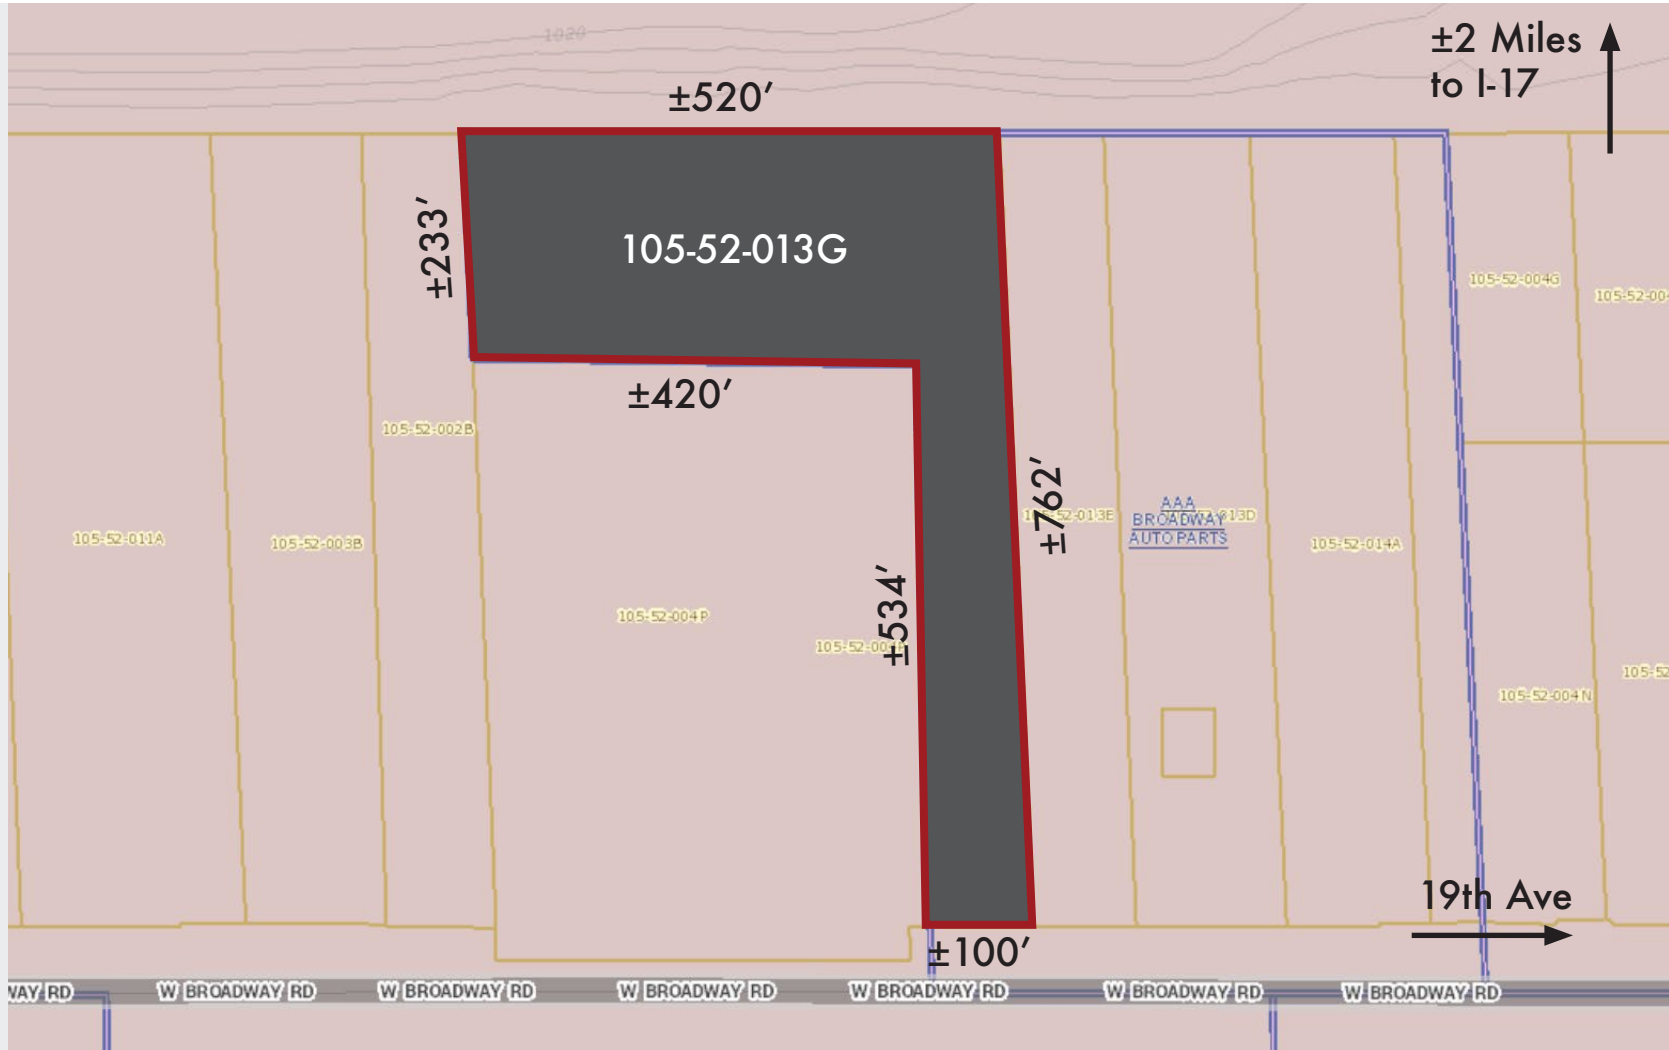 1020
±2 Miles
to I-17
±520′
±233′
105-52-013G
105-52-004G
±420′
105-52-002B
±762′
105-52-013E
AAA
BROADWAY
AUTO PARTS
105-52-011A
105-52-003B
105-52-014A
±534′
105-52-004P
105-52-004N
19th Ave
±100′
WAY RD
W BROADWAY RD
W BROADWAY RD
W BROADWAY RD
W BROADWAY RD
W BROADWAY RD
W BROADWAY RD